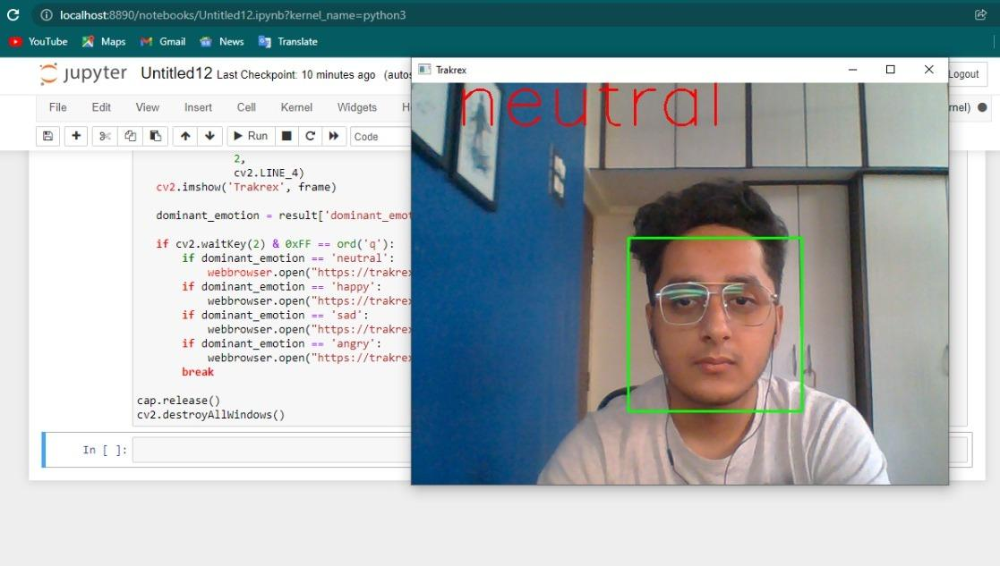 localhost:8890/notebooks/Untitled12.ipynb?kernel_name=python3
YouTube Maps Gmail News Translate
jupyter Untitled12 Last Checkpoint: 10 minutes ago (autos
Logout
File Edit View Insert Cell Kernel Widgets H
nel)
Run Code
Trakrex
neutral
2,
cv2.LINE_4)
cv2.imshow('Trakrex', frame)
dominant_emotion = result['dominant_emot
if cv2.waitKey(2) & 0xFF == ord('q'):
if dominant_emotion == 'neutral':
webbrowser.open("https://trakrex
if dominant_emotion == 'happy':
webbrowser.open("https://trakrex
if dominant_emotion == 'sad':
webbrowser.open("https://trakrex
if dominant_emotion == 'angry':
webbrowser.open("https://trakrex
break
cap.release()
cv2.destroyAllWindows()
In [ ]: